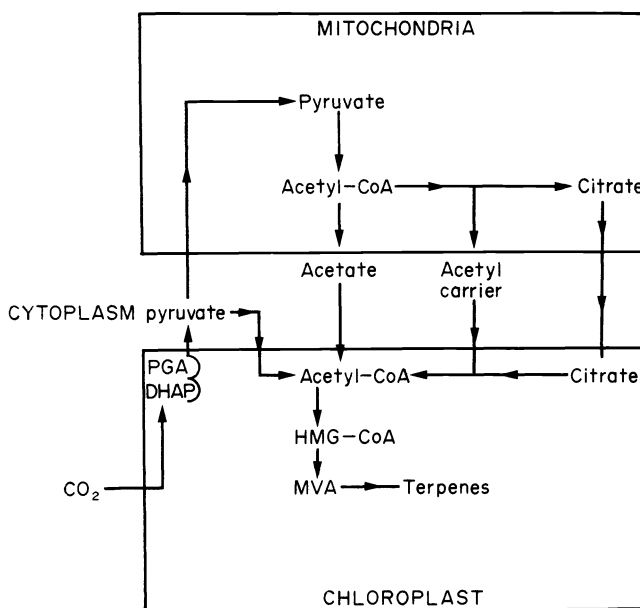 MITOCHONDRIA
Pyruvate
Acetyl-CoA
Citrate
Acetate
Acetyl
carrier
CYTOPLASM pyruvate
PGA
DHAP
Acetyl-CoA
Citrate
HMG-CoA
CO₂
MVA
Terpenes
CHLOROPLAST